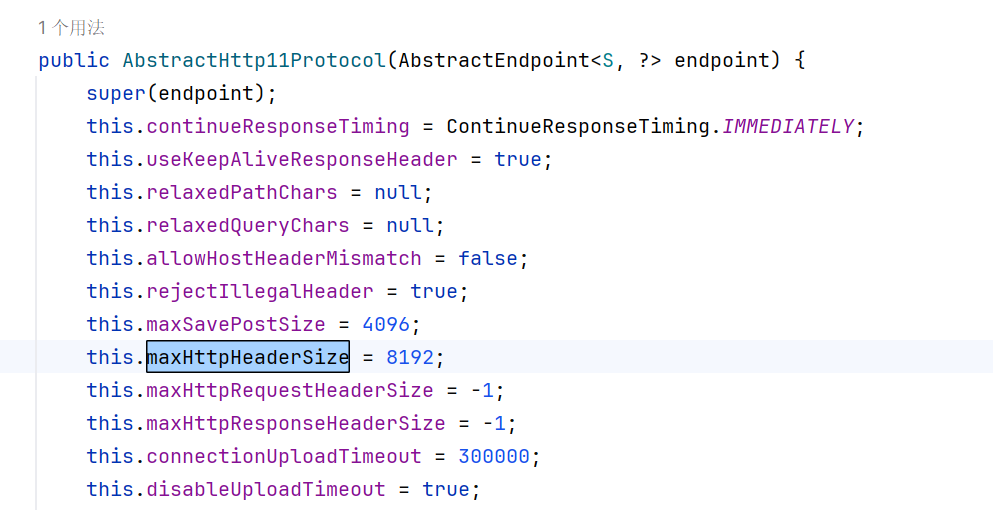 1 个用法
public AbstractHttp11Protocol(AbstractEndpoint<S, ?> endpoint) {
super(endpoint);
this.continueResponseTiming = ContinueResponseTiming.IMMEDIATELY;
this.useKeepAliveResponseHeader = true;
this.relaxedPathChars = null;
this.relaxedQueryChars = null;
this.allowHostHeaderMismatch = false;
this.rejectIllegalHeader = true;
this.maxSavePostSize = 4096;
this.maxHttpHeaderSize = 8192;
this.maxHttpRequestHeaderSize = -1;
this.maxHttpResponseHeaderSize = -1;
this.connectionUploadTimeout = 300000;
this.disableUploadTimeout = true;